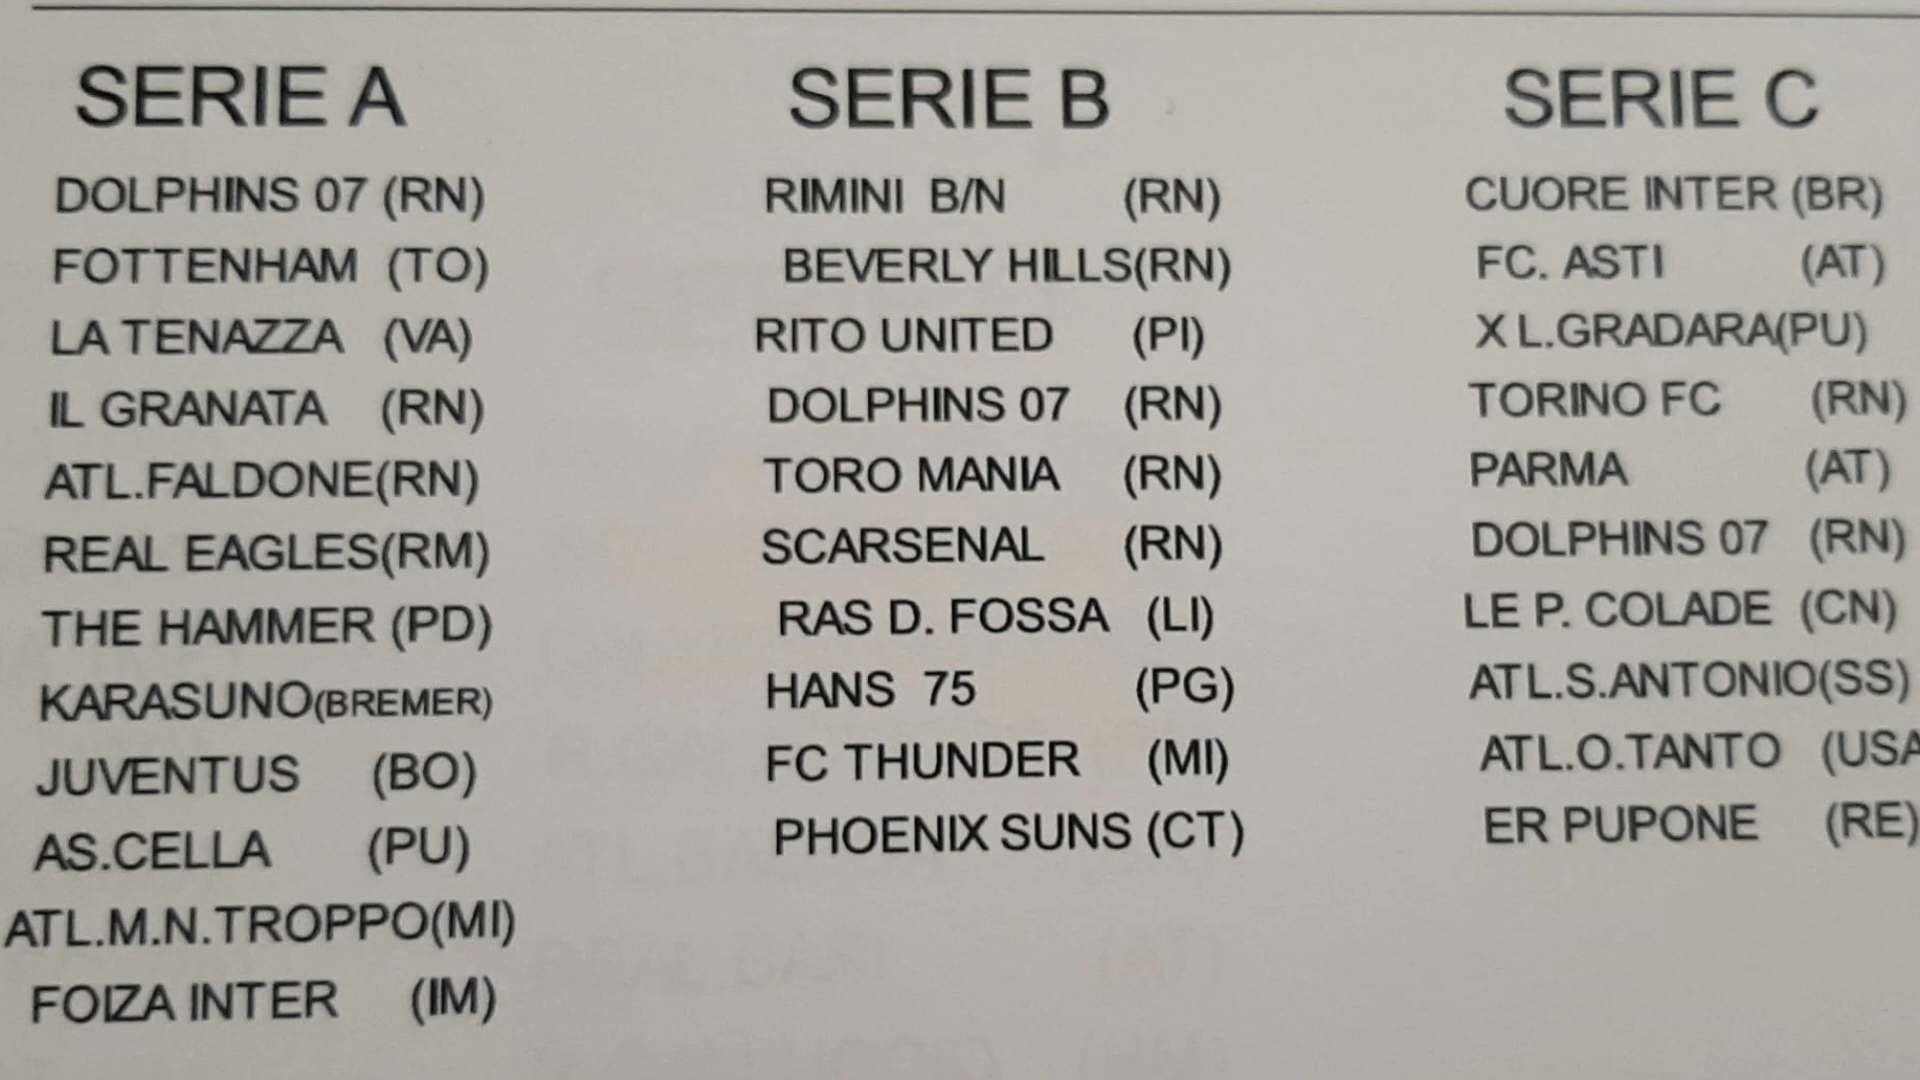 SERIE A
DOLPHINS 07 (RN)
FOTTENHAM (TO)
LA TENAZZA (VA)
IL GRANATA (RN)
ATL.FALDONE(RN)
REAL EAGLES(RM)
THE HAMMER (PD)
KARASUNO(BREMER)
JUVENTUS (BO)
AS.CELLA (PU)
ATL.M.N.TROPPO(MI)
FOIZA INTER (IM)
SERIE B
RIMINI B/N (RN)
BEVERLY HILLS(RN)
RITO UNITED (PI)
DOLPHINS 07 (RN)
TORO MANIA (RN)
SCARSENAL (RN)
RAS D. FOSSA (LI)
HANS 75 (PG)
FC THUNDER (MI)
PHOENIX SUNS (CT)
SERIE C
CUORE INTER (BR)
FC. ASTI (AT)
X L.GRADARA(PU)
TORINO FC (RN)
PARMA (AT)
DOLPHINS 07 (RN)
LE P. COLADE (CN)
ATL.S.ANTONIO(SS)
ATL.O.TANTO (USA
ER PUPONE (RE)